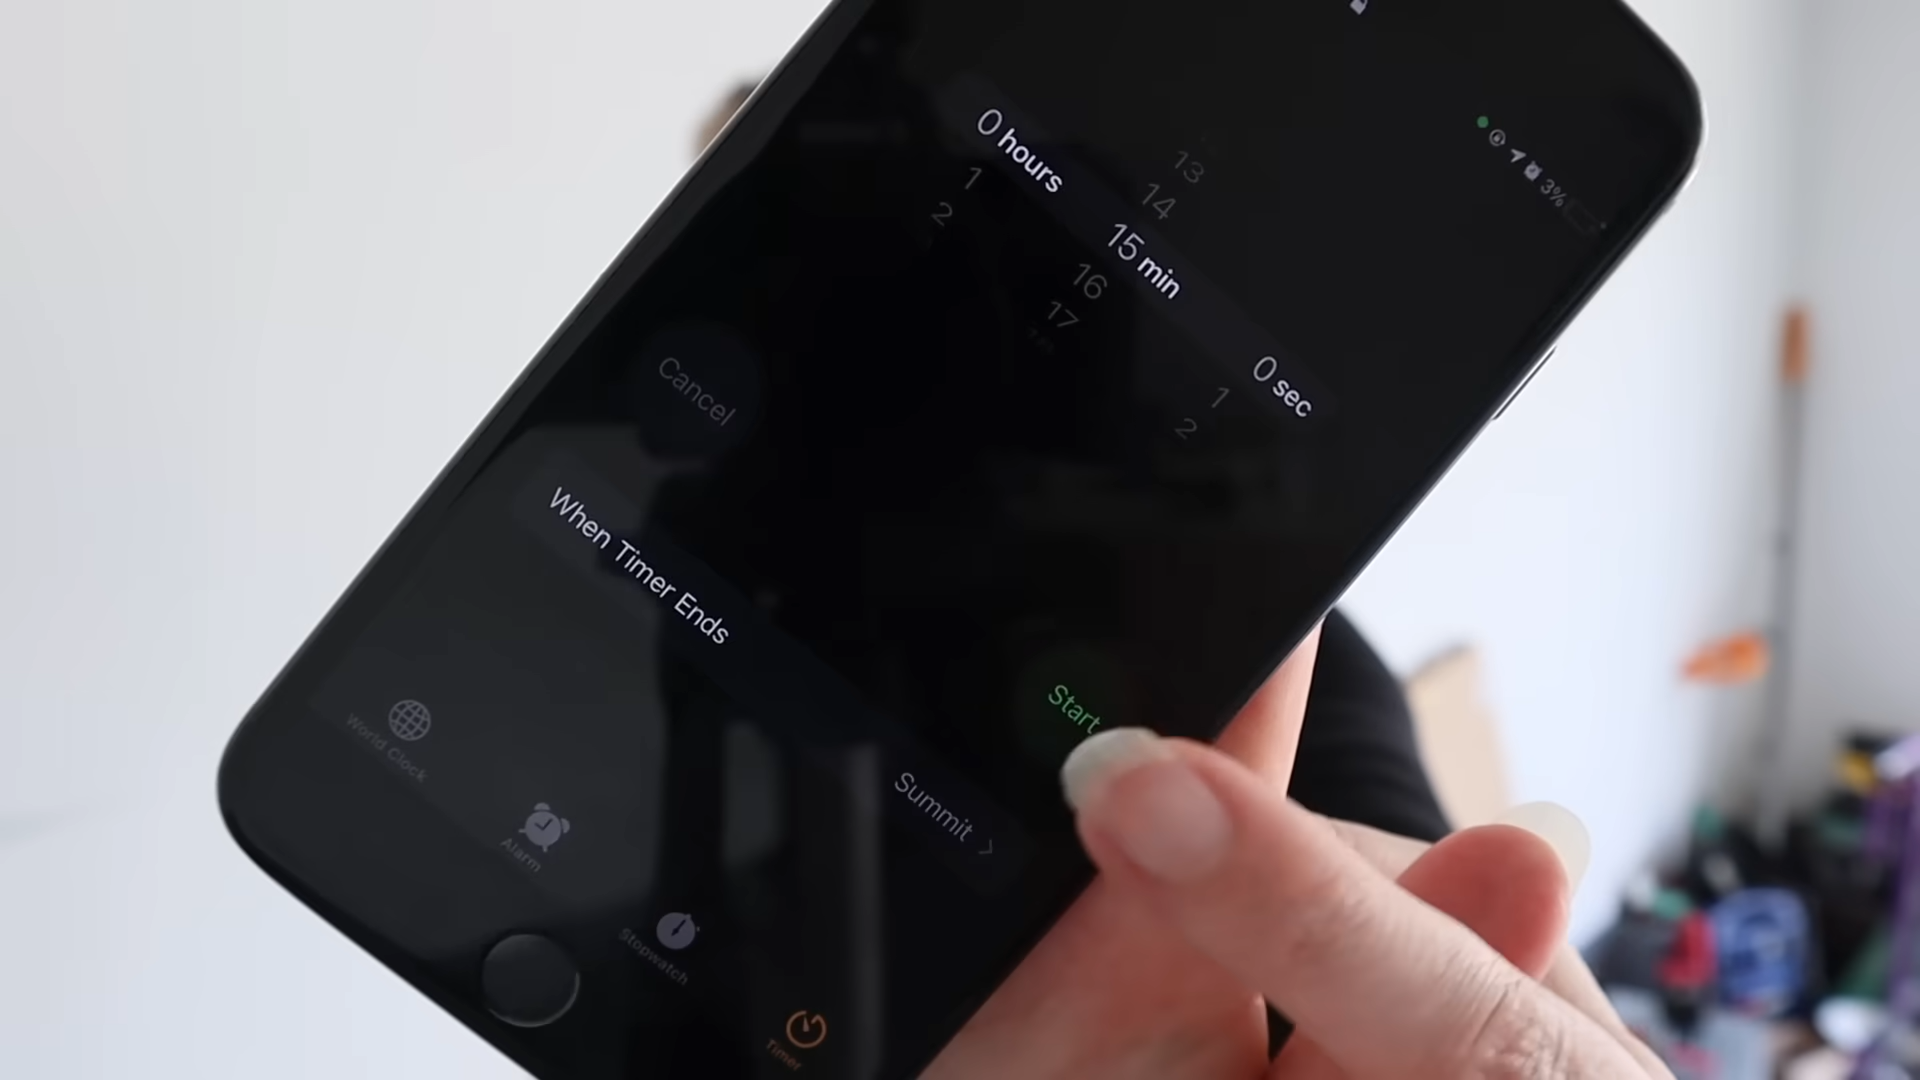 3%
13
14
0 hours 15 min 0 sec
1 16 1
2 17 2
Cancel Start
When Timer Ends Summit >
World Clock Alarm Stopwatch Timer